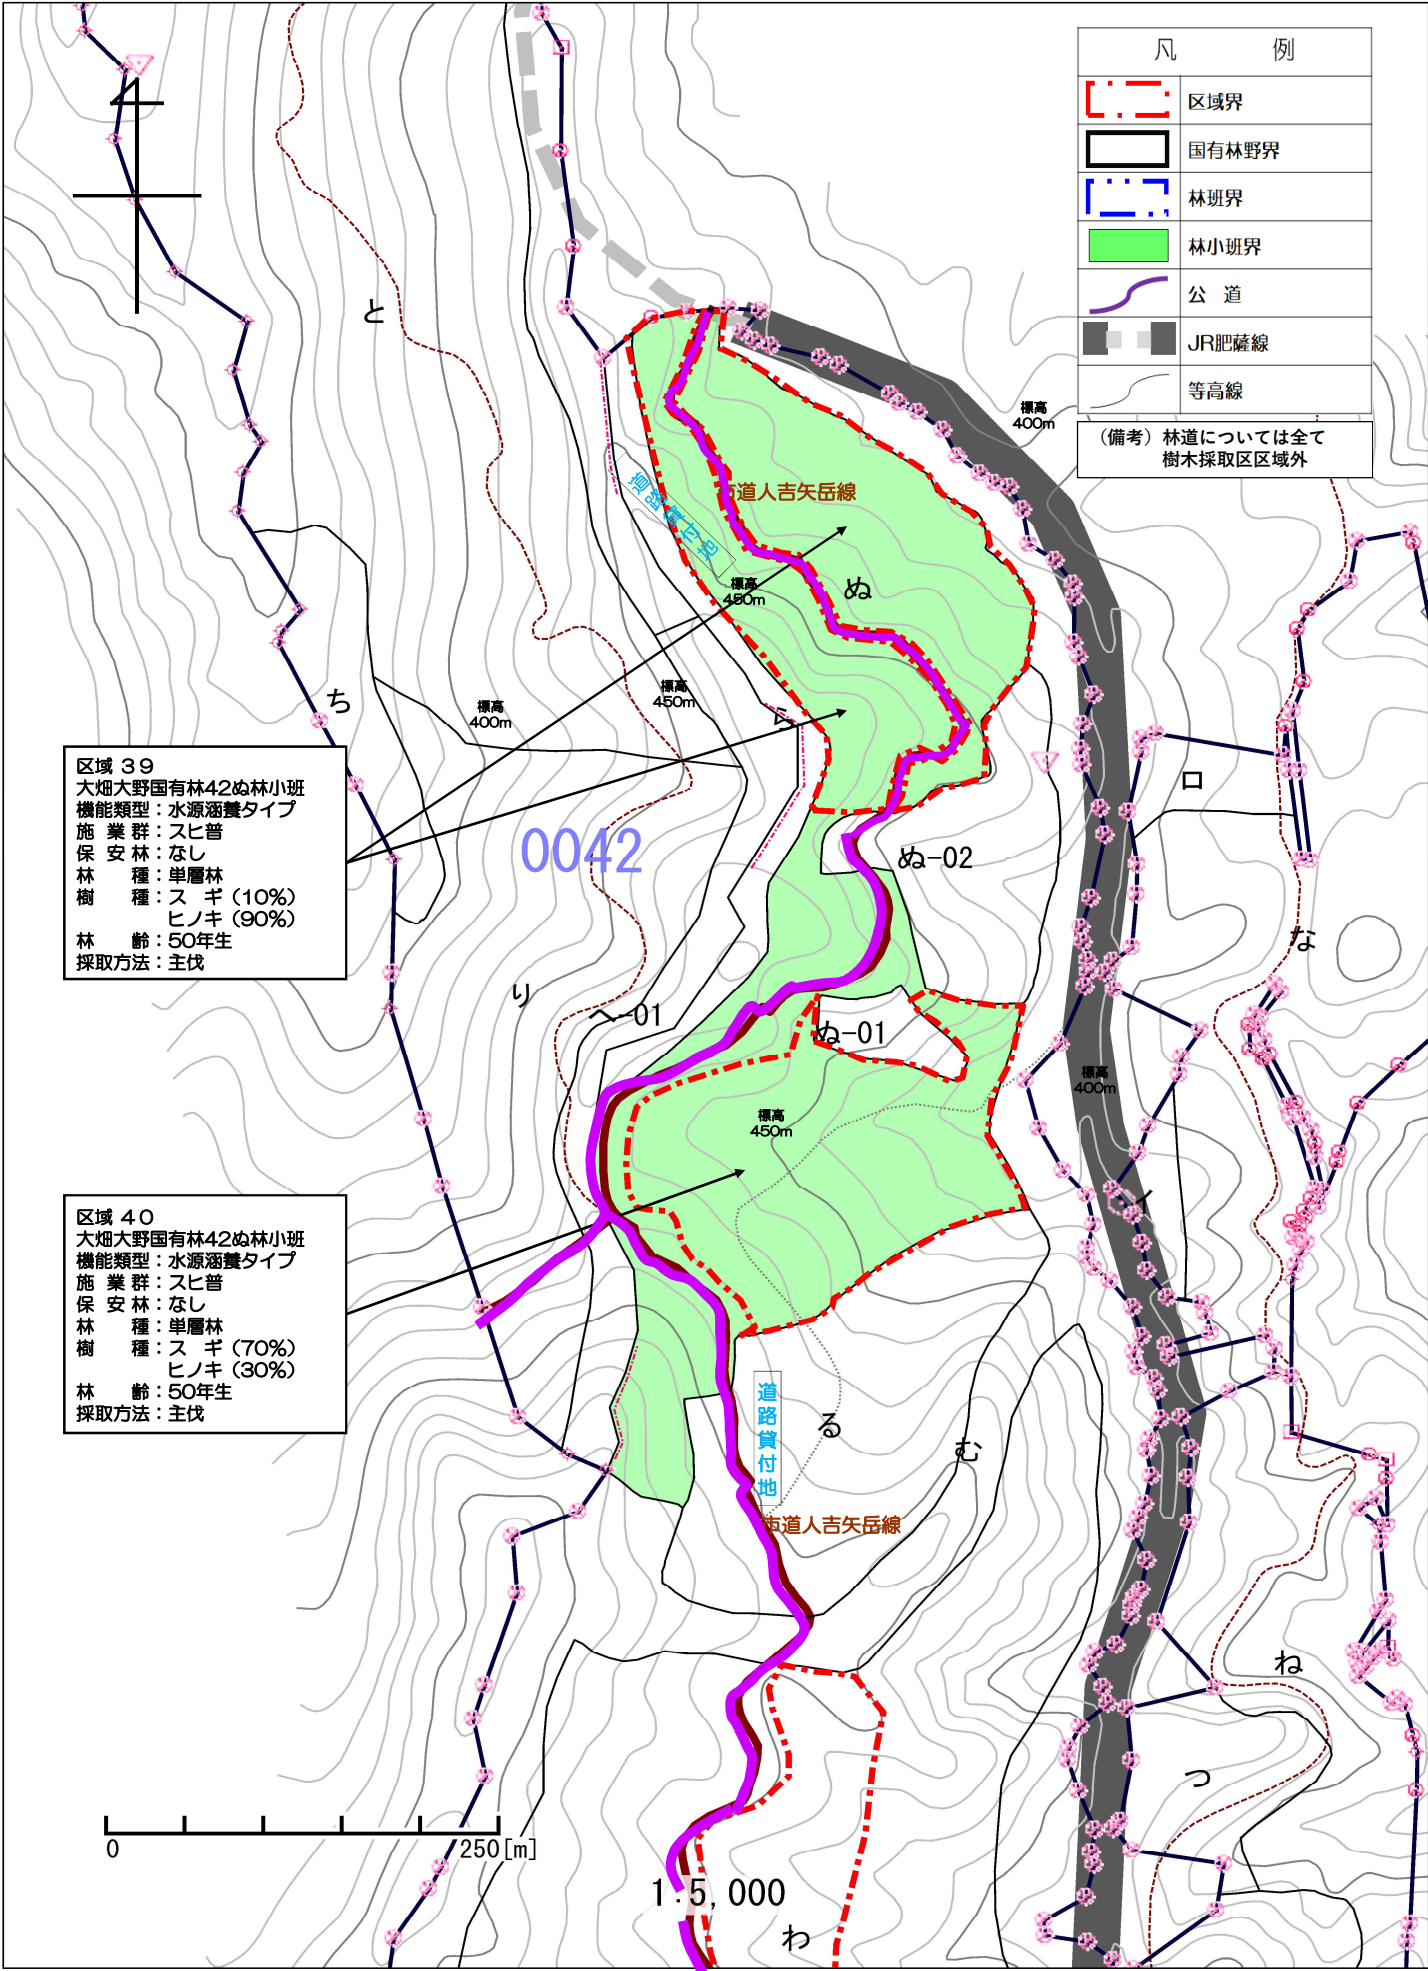 凡　例
区域界
国有林野界
林班界
林小班界
公　道
JR肥薩線
等高線
（備考）林道については全て
樹木採取区区域外
と
標高
400m
市道人吉矢岳線
道路貸付地
標高
450m
ぬ
ち
標高
400m
標高
450m
ら
区域 39
大畑大野国有林42ぬ林小班
機能類型：水源涵養タイプ
施 業 群：スヒ普
保 安 林：なし
林　　種：単層林
樹　　種：ス　ギ（10%）
ヒノキ（90%）
林　　齢：50年生
採取方法：主伐
0042
ロ
ぬ-02
な
り
へ-01
ぬ-01
標高
400m
標高
450m
イ
区域 40
大畑大野国有林42ぬ林小班
機能類型：水源涵養タイプ
施 業 群：スヒ普
保 安 林：なし
林　　種：単層林
樹　　種：ス　ギ（70%）
ヒノキ（30%）
林　　齢：50年生
採取方法：主伐
道路貸付地
る
む
市道人吉矢岳線
ね
つ
0
250[m]
1:5,000
わ